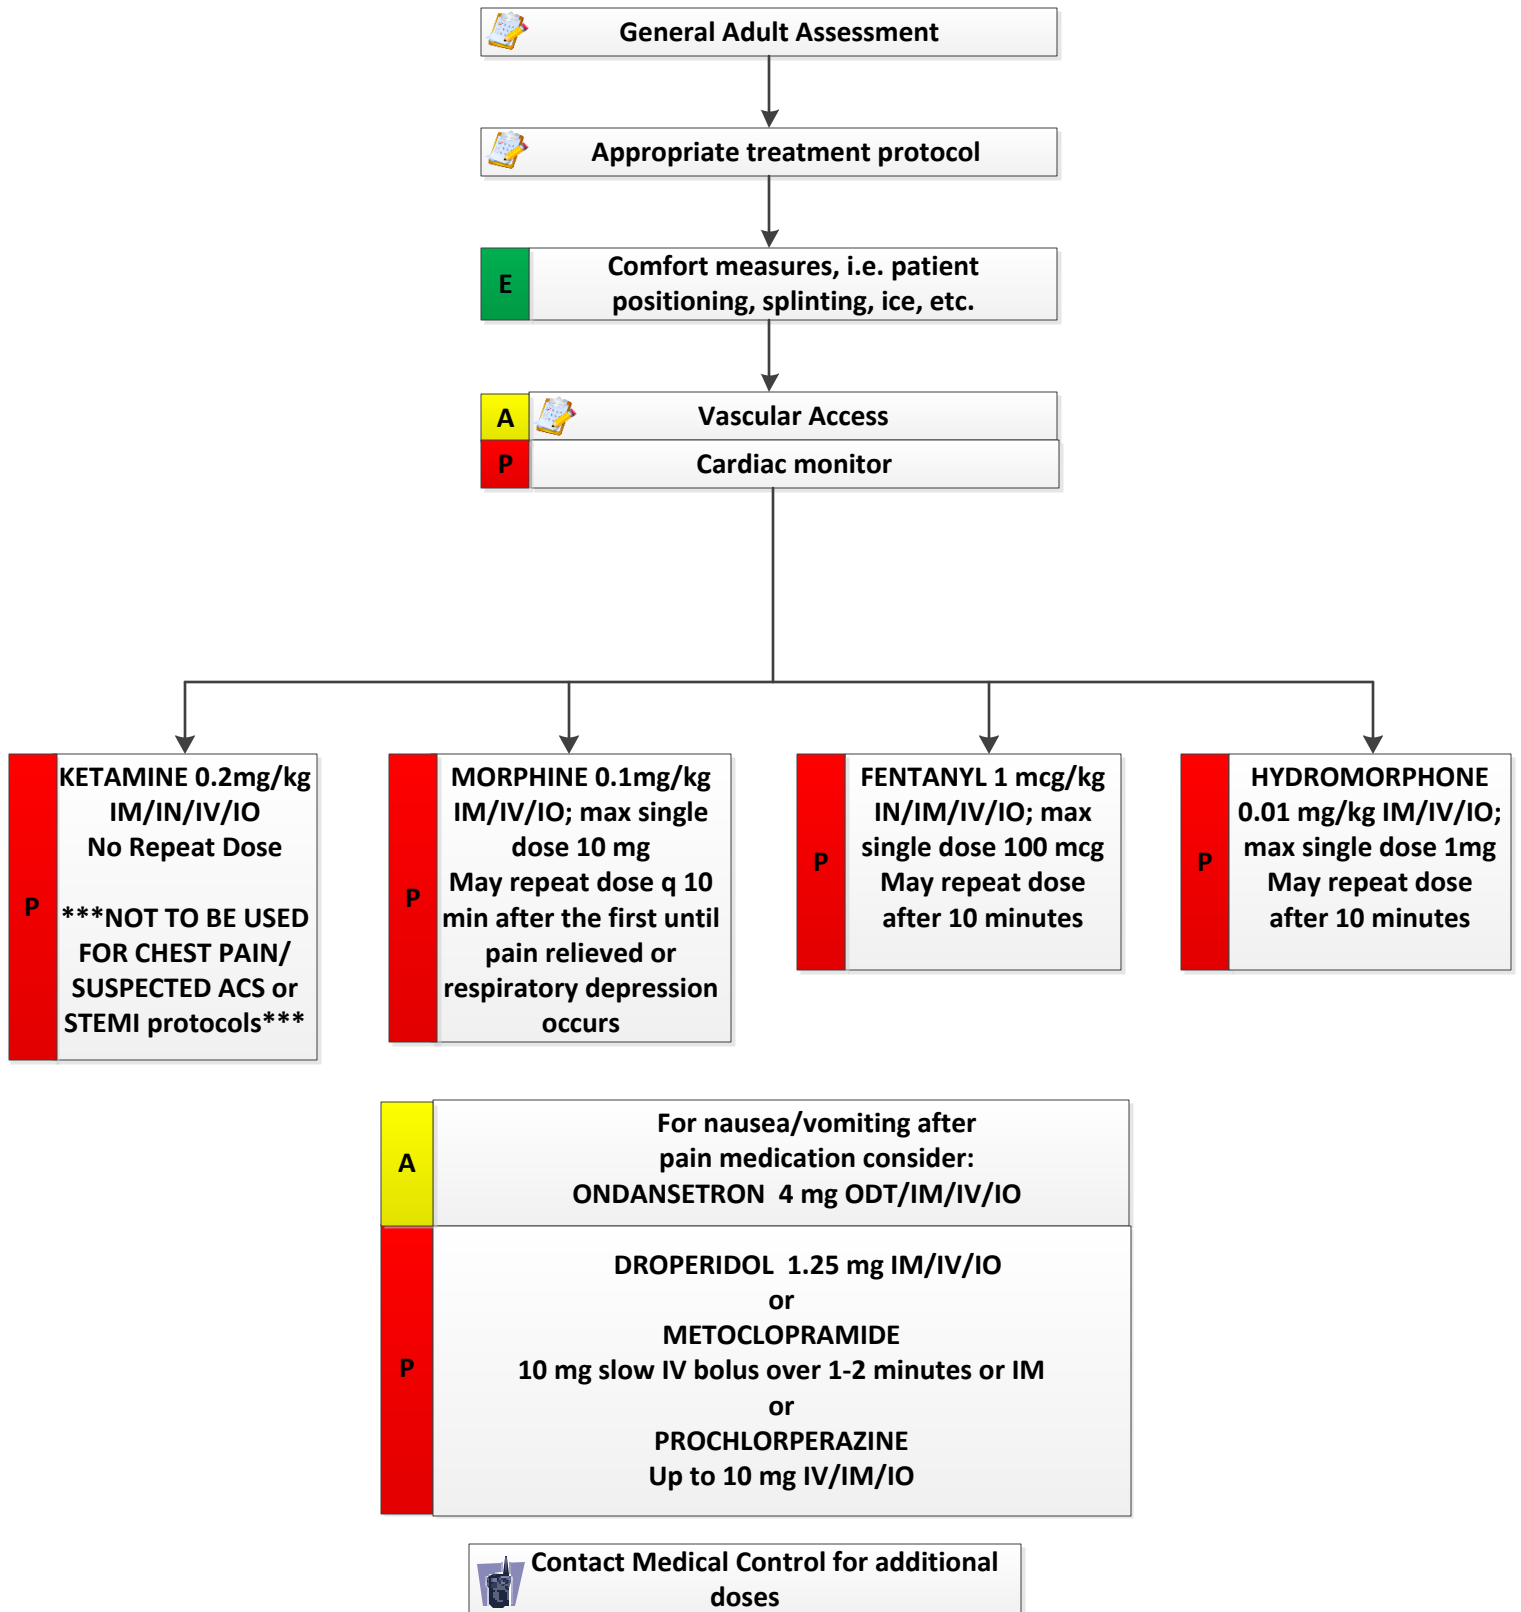 General Adult Assessment
Appropriate treatment protocol
E
Comfort measures, i.e. patient
positioning, splinting, ice, etc.
A
Vascular Access
P
Cardiac monitor
P
KETAMINE 0.2mg/kg
IM/IN/IV/IO
No Repeat Dose
***NOT TO BE USED
FOR CHEST PAIN/
SUSPECTED ACS or
STEMI protocols***
P
MORPHINE 0.1mg/kg
IM/IV/IO; max single
dose 10 mg
May repeat dose q 10
min after the first until
pain relieved or
respiratory depression
occurs
P
FENTANYL 1 mcg/kg
IN/IM/IV/IO; max
single dose 100 mcg
May repeat dose
after 10 minutes
P
HYDROMORPHONE
0.01 mg/kg IM/IV/IO;
max single dose 1mg
May repeat dose
after 10 minutes
A
For nausea/vomiting after
pain medication consider:
ONDANSETRON  4 mg ODT/IM/IV/IO
P
DROPERIDOL  1.25 mg IM/IV/IO
or
METOCLOPRAMIDE
10 mg slow IV bolus over 1-2 minutes or IM
or
PROCHLORPERAZINE
Up to 10 mg IV/IM/IO
Contact Medical Control for additional
doses